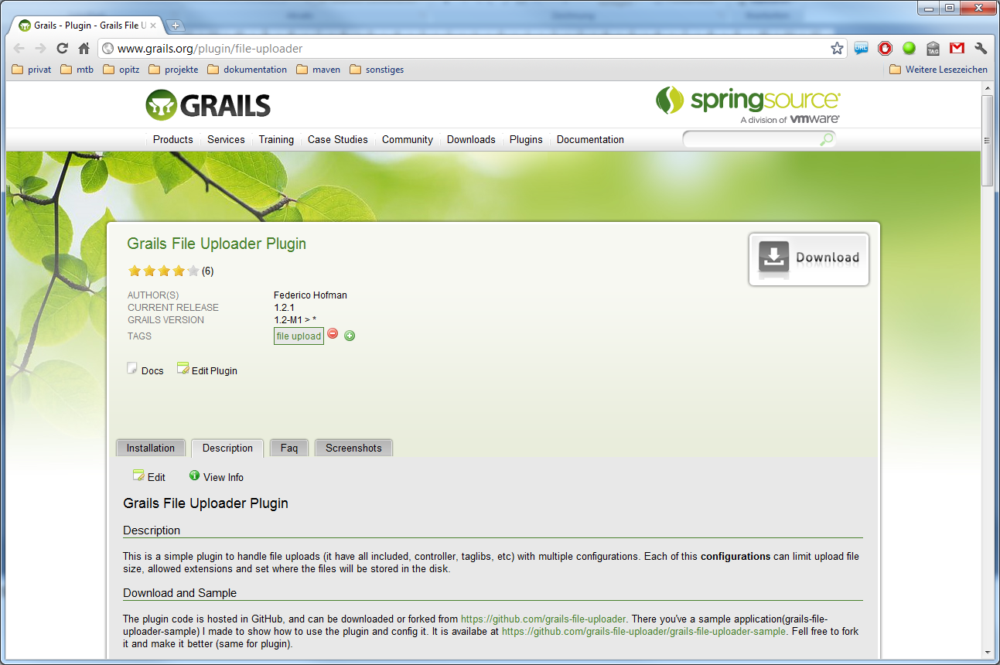 Grails - Plugin - Grails File U
www.grails.org/plugin/file-uploader
URL
TAG
privat mtb opitz projekte dokumentation maven sonstiges Weitere Lesezeichen
GRAILS
springsource
A division of vmware
Products Services Training Case Studies Community Downloads Plugins Documentation
Grails File Uploader Plugin
Download
(6)
AUTHOR(S) Federico Hofman
CURRENT RELEASE 1.2.1
GRAILS VERSION 1.2-M1 > *
TAGS file upload
Docs Edit Plugin
Installation Description Faq Screenshots
Edit View Info
Grails File Uploader Plugin
Description
This is a simple plugin to handle file uploads (it have all included, controller, taglibs, etc) with multiple configurations. Each of this configurations can limit upload file
size, allowed extensions and set where the files will be stored in the disk.
Download and Sample
The plugin code is hosted in GitHub, and can be downloaded or forked from https://github.com/grails-file-uploader. There you've a sample application(grails-file-
uploader-sample) I made to show how to use the plugin and config it. It is availabe at https://github.com/grails-file-uploader/grails-file-uploader-sample. Fell free to fork
it and make it better (same for plugin).